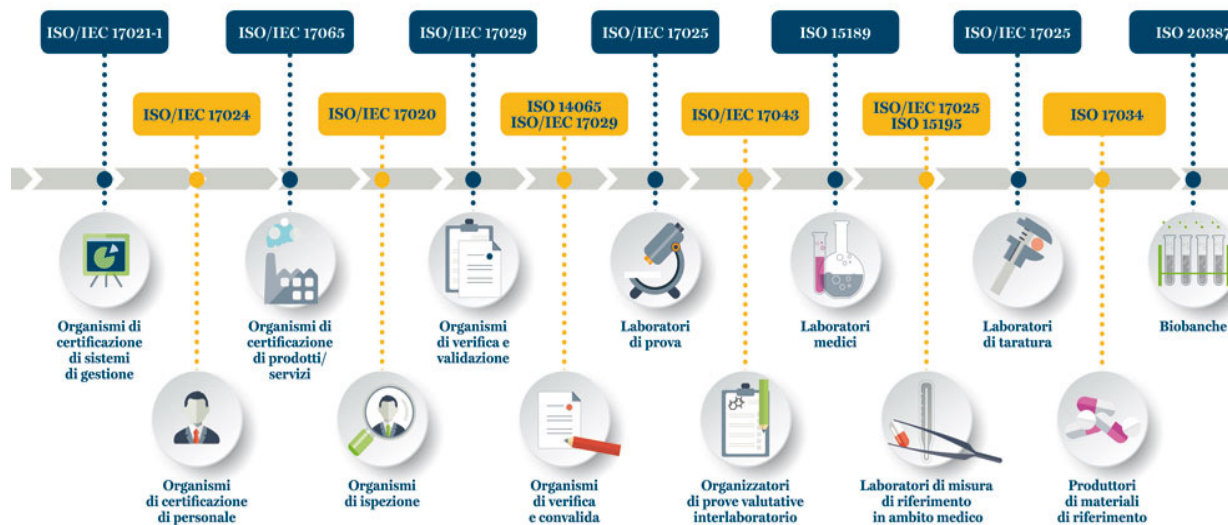 ISO/IEC 17021-1
ISO/IEC 17065
ISO/IEC 17029
ISO/IEC 17025
ISO 15189
ISO/IEC 17025
ISO 20387
ISO/IEC 17024
ISO/IEC 17020
ISO 14065
ISO/IEC 17029
ISO/IEC 17043
ISO/IEC 17025
ISO 15195
ISO 17034
Organismi di
certificazione
di sistemi
di gestione
Organismi di
certificazione
di prodotti/
servizi
Organismi
di verifica e
validazione
Laboratori
di prova
Laboratori
medici
Laboratori
di taratura
Biobanche
Organismi
di certificazione
di personale
Organismi
di ispezione
Organismi
di verifica
e convalida
Organizzatori
di prove valutative
interlaboratorio
Laboratori di misura
di riferimento
in ambito medico
Produttori
di materiali
di riferimento